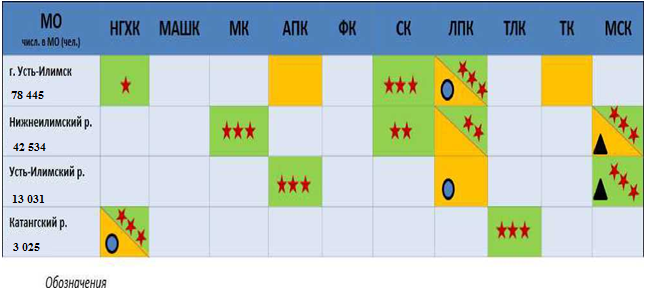 МО НГХК МАШК МК АПК ФК СК ЛПК ТЛК ТК МСК
числ. в МО (чел.)
г. Усть-Илимск
78 445
Нижнеилимский р.
42 534
Усть-Илимский р.
13 031
Катангский р.
3 025
Обозначения